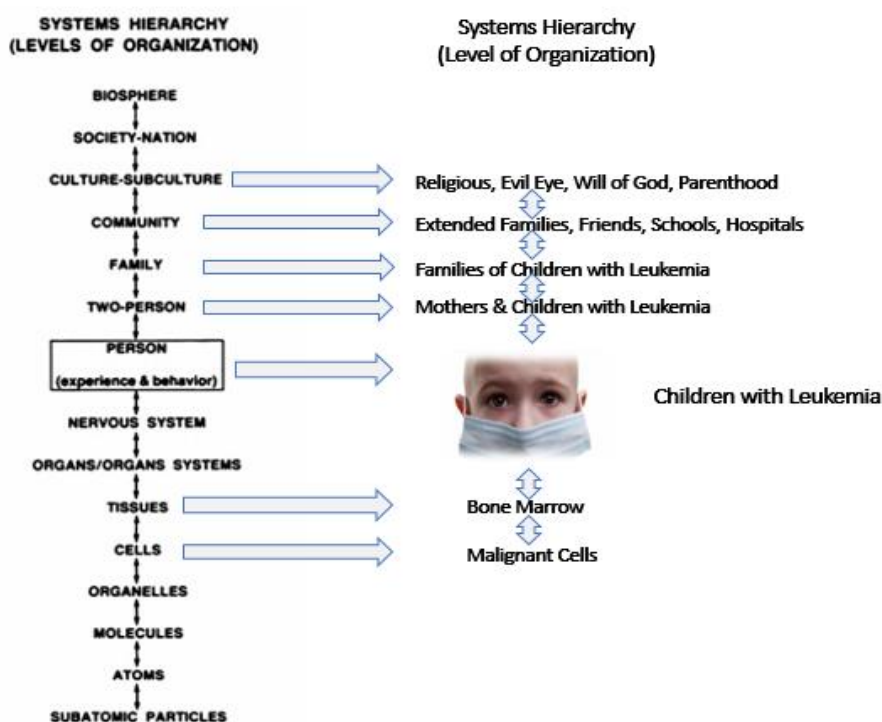 SYSTEMS HIERARCHY
(LEVELS OF ORGANIZATION)
BIOSPHERE
SOCIETY-NATION
CULTURE-SUBCULTURE
COMMUNITY
FAMILY
TWO-PERSON
PERSON
(experience & behavior)
NERVOUS SYSTEM
ORGANS/ORGANS SYSTEMS
TISSUES
CELLS
ORGANELLES
MOLECULES
ATOMS
SUBATOMIC PARTICLES
Systems Hierarchy
(Level of Organization)
Religious, Evil Eye, Will of God, Parenthood
Extended Families, Friends, Schools, Hospitals
Families of Children with Leukemia
Mothers & Children with Leukemia
Children with Leukemia
Bone Marrow
Malignant Cells